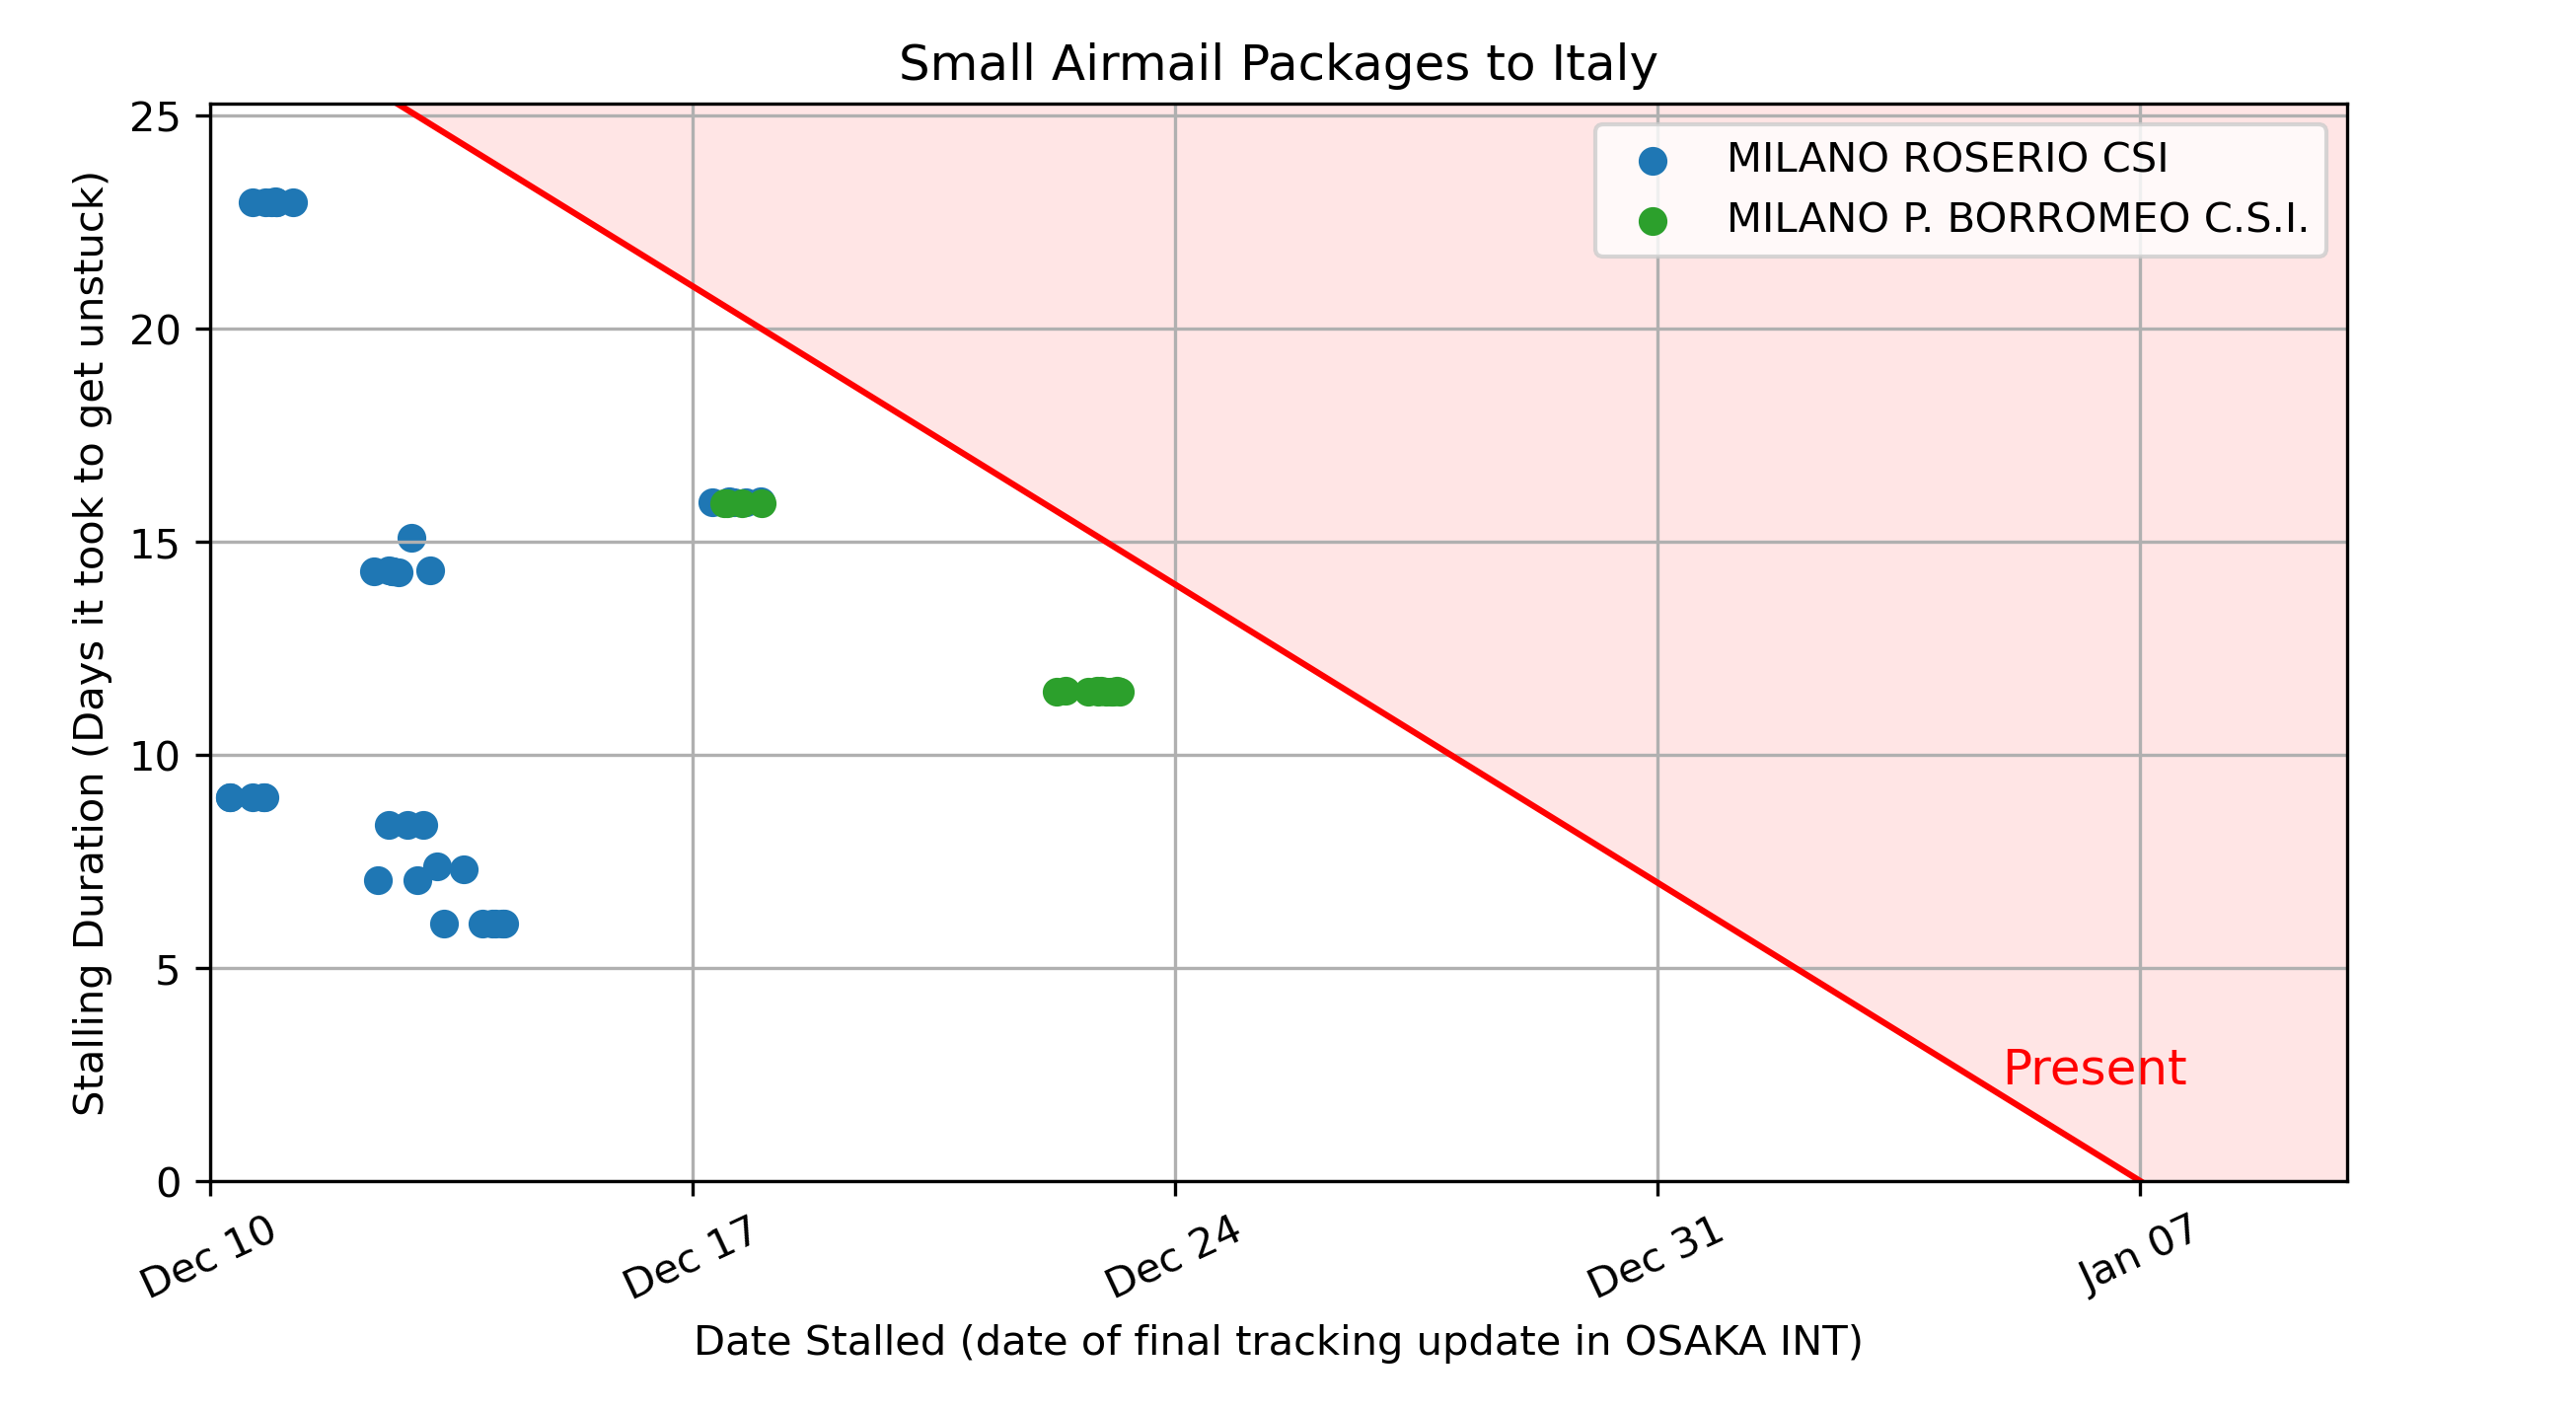 Small Airmail Packages to Italy
25
20
15
10
5
0
Stalling Duration (Days it took to get unstuck)
MILANO ROSERIO CSI
MILANO P. BORROMEO C.S.I.
Present
Dec 10
Dec 17
Dec 24
Dec 31
Jan 07
Date Stalled (date of final tracking update in OSAKA INT)